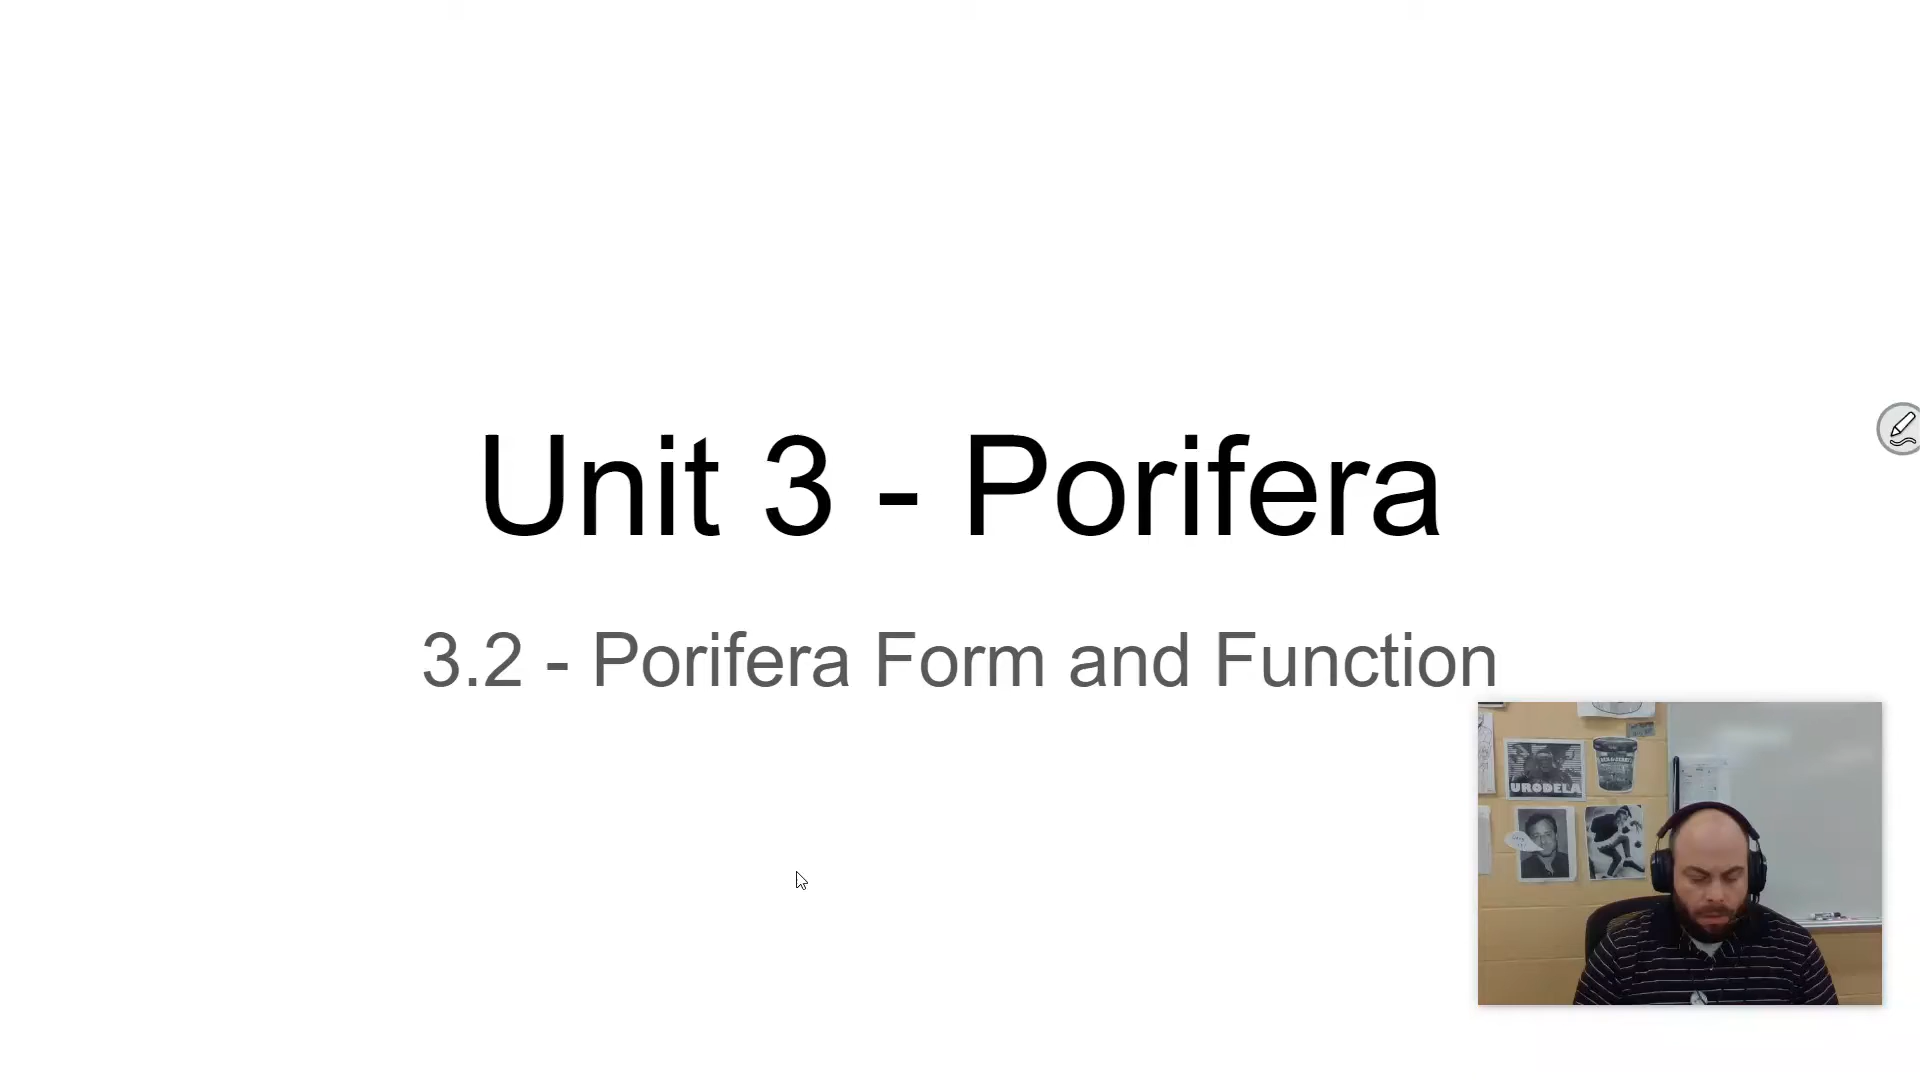 Unit 3 - Porifera
3.2 - Porifera Form and Function
URODELA